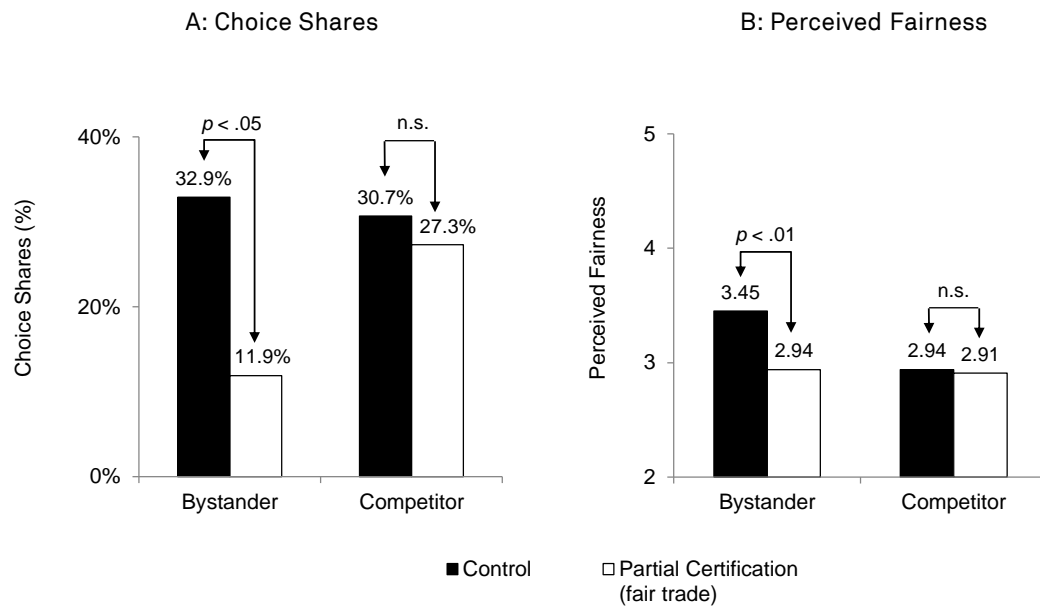 A: Choice Shares
Choice Shares (%)
40%
20%
0%
p < .05
32.9%
11.9%
n.s.
30.7%
27.3%
Bystander
Competitor
B: Perceived Fairness
Perceived Fairness
5
4
3
2
p < .01
3.45
2.94
n.s.
2.94
2.91
Bystander
Competitor
Control
Partial Certification
(fair trade)